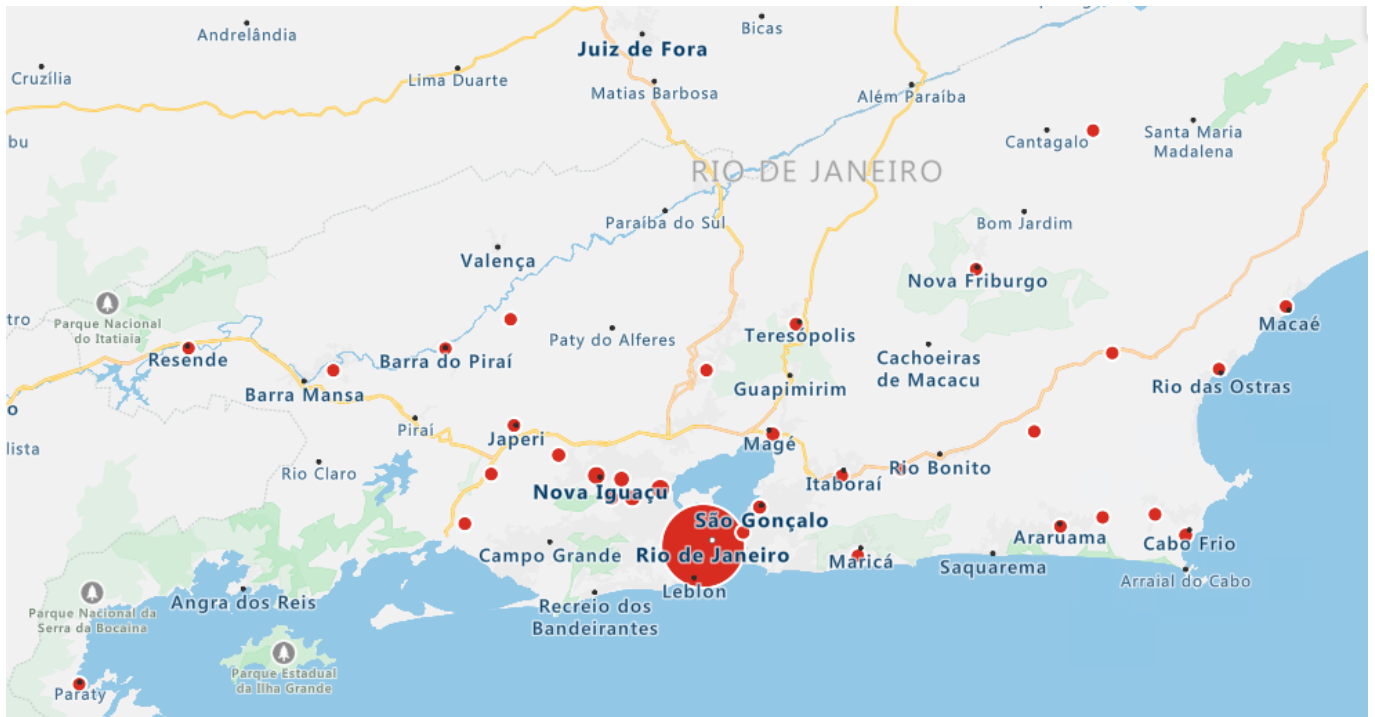 Andrelândia
Bicas
Juiz de Fora
Cruzília
Lima Duarte
Matias Barbosa
Além Paraíba
bu
Cantagalo
Santa Maria
Madalena
RIO DE JANEIRO
Paraíba do Sul
Bom Jardim
Valença
Nova Friburgo
tro
Parque Nacional
do Itatiaia
Macaé
Resende
Barra do Piraí
Paty do Alferes
Teresópolis
Cachoeiras
de Macacu
Barra Mansa
Guapimirim
Rio das Ostras
o
Piraí
Japeri
Magé
lista
Rio Claro
Rio Bonito
Itaboraí
Nova Iguaçu
São Gonçalo
Araruama
Cabo Frio
Campo Grande
Rio de Janeiro
Maricá
Saquarema
Arraial do Cabo
Leblon
Angra dos Reis
Recreio dos
Bandeirantes
Parque Nacional da
Serra da Bocaina
Parque Estadual
da Ilha Grande
Paraty